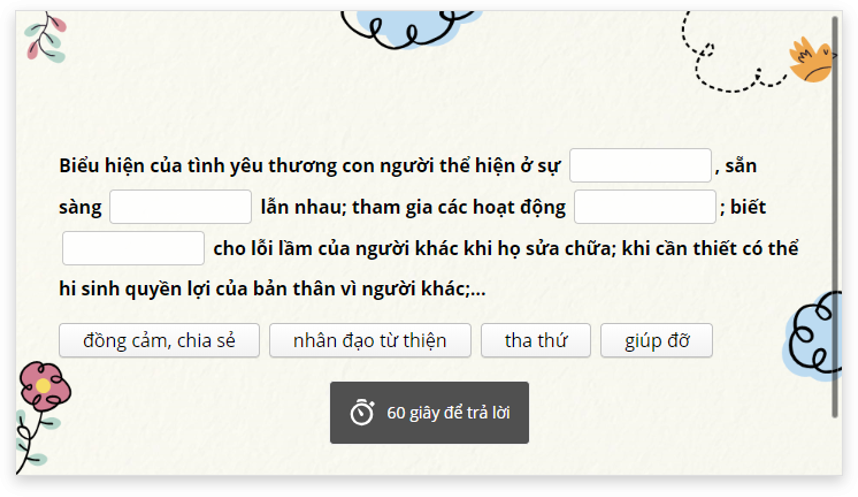 Biểu hiện của tình yêu thương con người thể hiện ở sự , sẵn
sàng lẫn nhau; tham gia các hoạt động ; biết
cho lỗi lầm của người khác khi họ sửa chữa; khi cần thiết có thể
hi sinh quyền lợi của bản thân vì người khác;...
đồng cảm, chia sẻ nhân đạo từ thiện tha thứ giúp đỡ
60 giây để trả lời